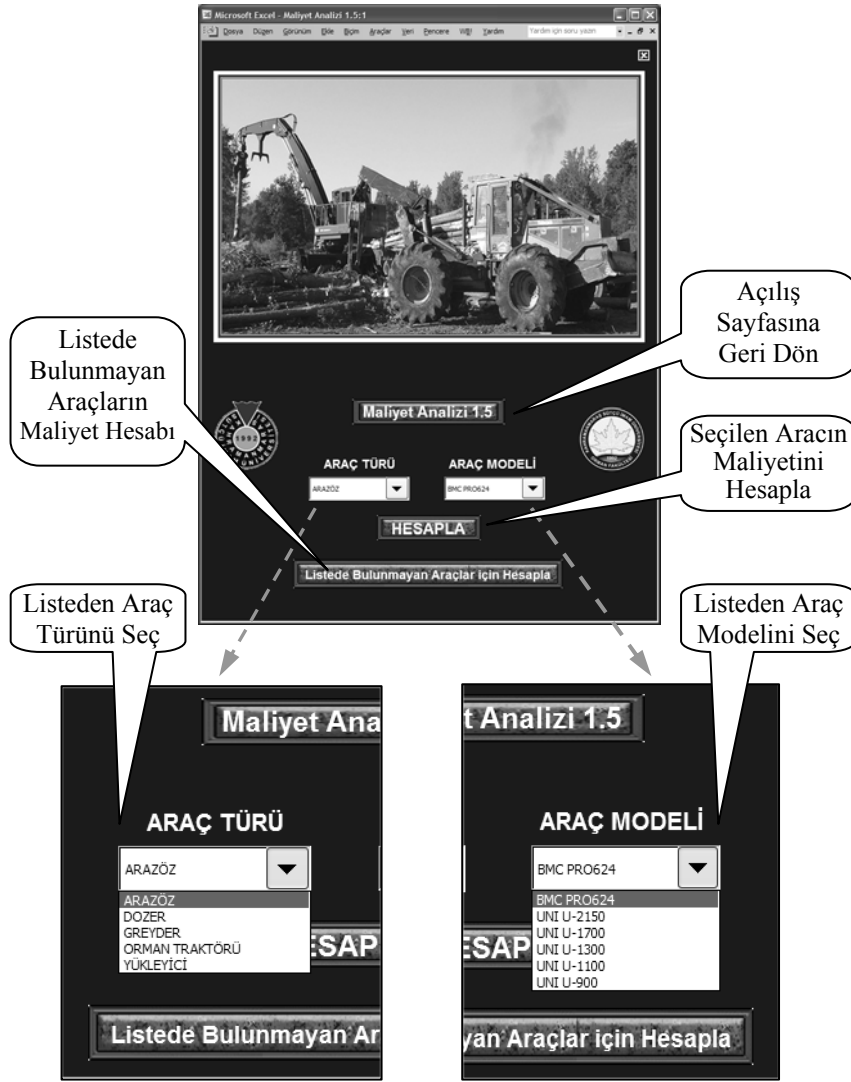 Microsoft Excel - Maliyet Analizi 1.5:1
Dosya Düzen Görünüm Ekle Biçim Araçlar Veri Pencere WB! Yardım
Yardım için soru yazın
Açılış
Sayfasına
Geri Dön
Listede
Bulunmayan
Araçların
Maliyet Hesabı
Maliyet Analizi 1.5
1992
Seçilen Aracın
Maliyetini
Hesapla
ARAÇ TÜRÜ
ARAÇ MODELİ
ARAZÖZ
BMC PRO624
HESAPLA
Listede Bulunmayan Araçlar için Hesapla
Listeden Araç
Türünü Seç
Listeden Araç
Modelini Seç
Maliyet Ana
ARAÇ TÜRÜ
ARAZÖZ
ARAZÖZ
DOZER
GREYDER
ORMAN TRAKTÖRÜ
YÜKLEYİCİ
ESAP
Listede Bulunmayan Ar
t Analizi 1.5
ARAÇ MODELİ
BMC PRO624
BMC PRO624
UNI U-2150
UNI U-1700
UNI U-1300
UNI U-1100
UNI U-900
ESAP
yan Araçlar için Hesapla